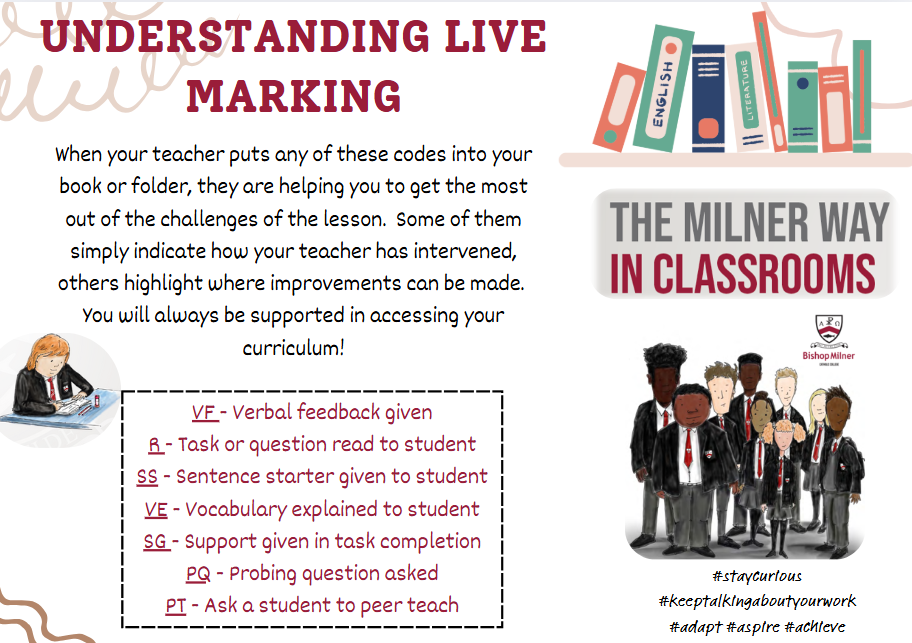 UNDERSTANDING LIVE
MARKING
When your teacher puts any of these codes into your
book or folder, they are helping you to get the most
out of the challenges of the lesson. Some of them
simply indicate how your teacher has intervened,
others highlight where improvements can be made.
You will always be supported in accessing your
curriculum!
VF - Verbal feedback given
R - Task or question read to student
SS - Sentence starter given to student
VE - Vocabulary explained to student
SG - Support given in task completion
PQ - Probing question asked
PT - Ask a student to peer teach
ENGLISH
LITERATURE
THE MILNER WAY
IN CLASSROOMS
Bishop Milner
#staycurious
#keeptalkingaboutyourwork
#adapt #aspire #achieve